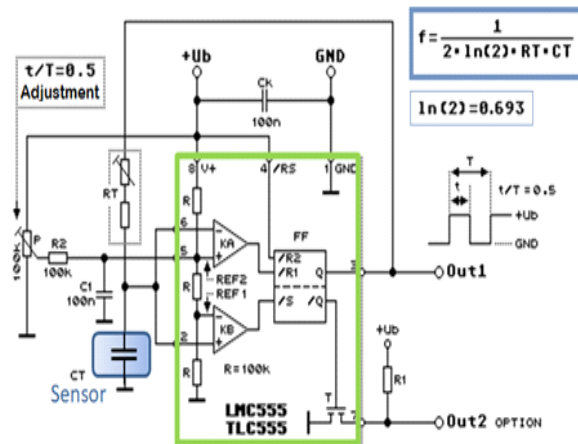 t/T=0.5
Adjustment
+Ub
GND
f= 1
2·ln(2)·RT·CT
ln(2)=0.693
CK
100n
8 V+
4 /RS
1 GND
RT
R
T
t
t/T=0.5
+Ub
GND
P
100K
R2
100k
6
5
KA
FF
/R2
/R1
Q
3
Out1
C1
100n
R
REF2
REF1
/S
/Q
+Ub
2
KB
CT
Sensor
R
R=100k
R1
LMC555
TLC555
T
7
Out2 OPTION